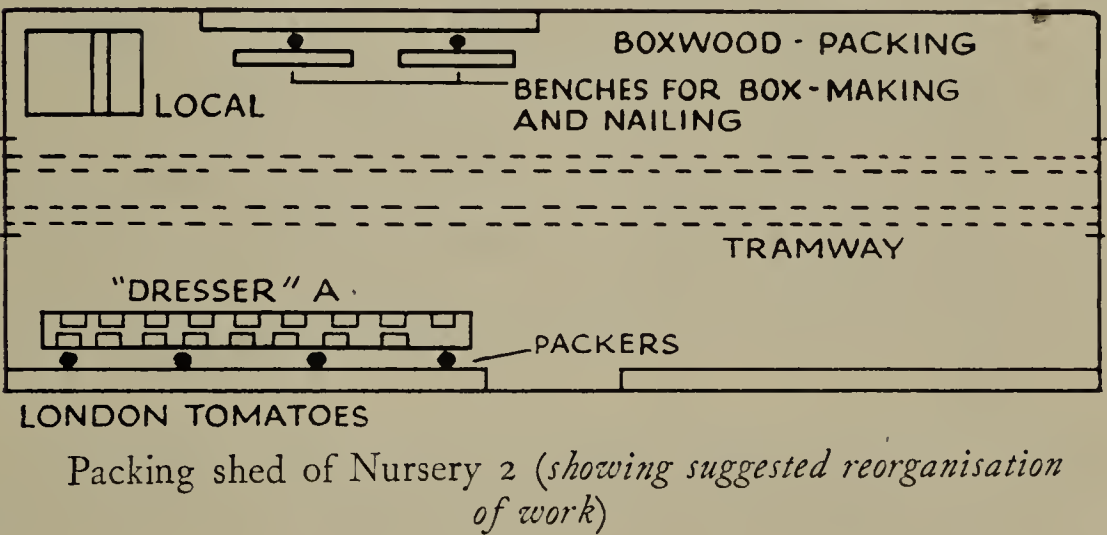 BOXWOOD - PACKING
BENCHES FOR BOX-MAKING
AND NAILING
LOCAL
TRAMWAY
"DRESSER" A
PACKERS
LONDON TOMATOES
Packing shed of Nursery 2 (showing suggested reorganisation
of work)